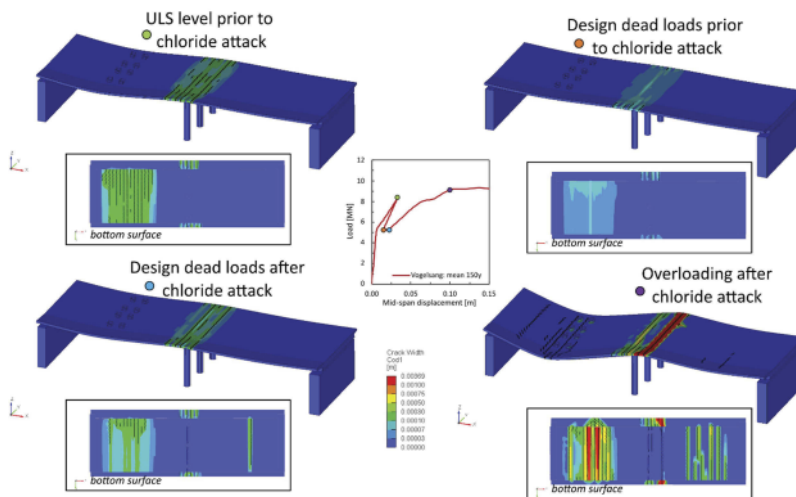 ULS level prior to
chloride attack
Design dead loads prior
to chloride attack
bottom surface
bottom surface
12
10
8
6
4
2
0
Load [MN]
Vogelsang: mean 150y
0.00
0.05
0.10
0.15
Mid-span displacement [m]
Design dead loads after
chloride attack
Overloading after
chloride attack
Crack Width
Cod1
[m]
0.00100
0.00075
0.00050
0.00030
0.00010
0.00007
0.00003
0.00000
bottom surface
bottom surface